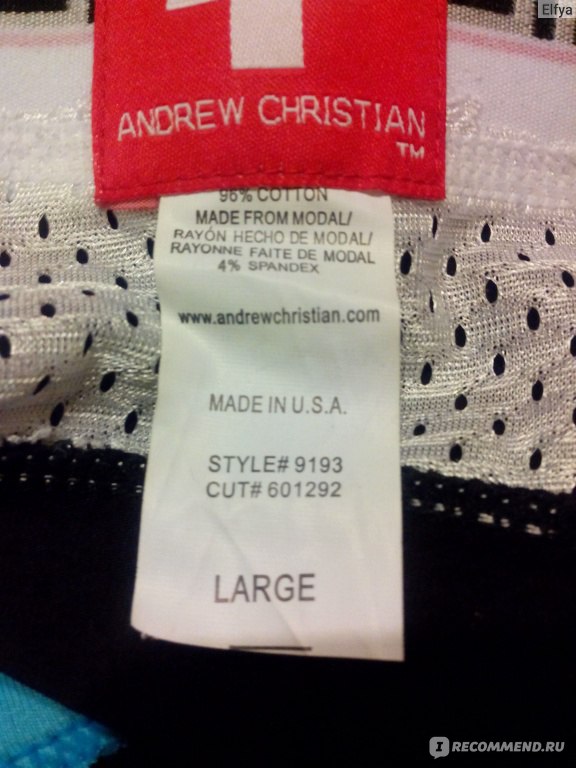 Elfya
ANDREW CHRISTIAN
TM
96% COTTON
MADE FROM MODAL/
RAYÓN HECHO DE MODAL/
RAYONNE FAITE DE MODAL
4% SPANDEX
www.andrewchristian.com
MADE IN U.S.A.
STYLE# 9193
CUT# 601292
LARGE
I RECOMMEND.RU